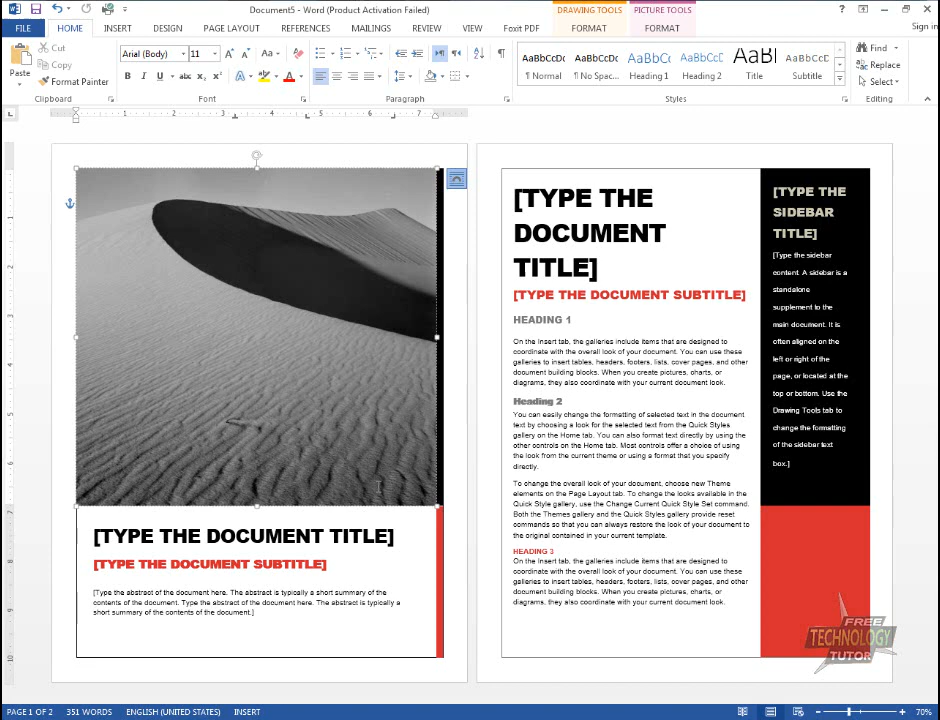 Document5 - Word (Product Activation Failed)
DRAWING TOOLS
PICTURE TOOLS
?
FILE
HOME
INSERT
DESIGN
PAGE LAYOUT
REFERENCES
MAILINGS
REVIEW
VIEW
Foxit PDF
FORMAT
FORMAT
Sign in
Paste
Cut
Copy
Format Painter
Arial (Body)
11
AaBbCcDc
AaBbCcDc
AaBbCc
AaBbCcD
AaBl
AaBbCcD
¶ Normal
¶ No Spac...
Heading 1
Heading 2
Title
Subtitle
Find
Replace
Select
Clipboard
Font
Paragraph
Styles
Editing
[TYPE THE DOCUMENT TITLE]
[TYPE THE DOCUMENT SUBTITLE]
[Type the abstract of the document here. The abstract is typically a short summary of the
contents of the document. Type the abstract of the document here. The abstract is typically a
short summary of the contents of the document.]
[TYPE THE
DOCUMENT
TITLE]
[TYPE THE DOCUMENT SUBTITLE]
HEADING 1
On the Insert tab, the galleries include items that are designed to
coordinate with the overall look of your document. You can use these
galleries to insert tables, headers, footers, lists, cover pages, and other
document building blocks. When you create pictures, charts, or
diagrams, they also coordinate with your current document look.
Heading 2
You can easily change the formatting of selected text in the document
text by choosing a look for the selected text from the Quick Styles
gallery on the Home tab. You can also format text directly by using the
other controls on the Home tab. Most controls offer a choice of using
the look from the current theme or using a format that you specify
directly.
To change the overall look of your document, choose new Theme
elements on the Page Layout tab. To change the looks available in the
Quick Style gallery, use the Change Current Quick Style Set command.
Both the Themes gallery and the Quick Styles gallery provide reset
commands so that you can always restore the look of your document to
the original contained in your current template.
HEADING 3
On the Insert tab, the galleries include items that are designed to
coordinate with the overall look of your document. You can use these
galleries to insert tables, headers, footers, lists, cover pages, and other
document building blocks. When you create pictures, charts, or
diagrams, they also coordinate with your current document look.
[TYPE THE
SIDEBAR
TITLE]
[Type the sidebar
content. A sidebar is a
standalone
supplement to the
main document. It is
often aligned on the
left or right of the
page, or located at the
top or bottom. Use the
Drawing Tools tab to
change the formatting
of the sidebar text
box.]
FREE
TECHNOLOGY
TUTOR
PAGE 1 OF 2
351 WORDS
ENGLISH (UNITED STATES)
INSERT
70%